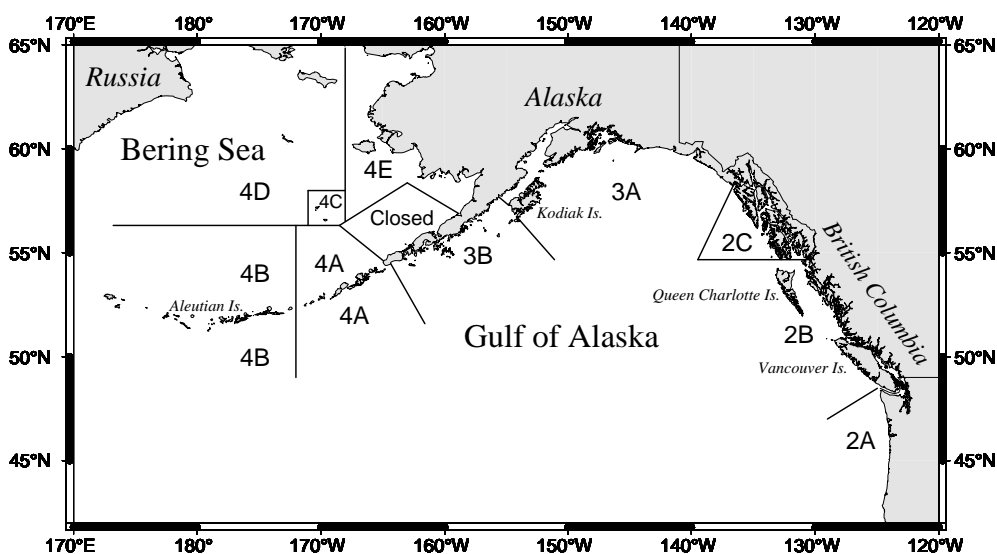 170°E 180° 170°W 160°W 150°W 140°W 130°W 120°W
65°N 65°N
Russia
Alaska
Bering Sea
60°N 60°N
4E
4D
3A
4C
Closed
Kodiak Is.
2C
British Columbia
55°N 55°N
3B
4A
4B
Queen Charlotte Is.
Aleutian Is.
4A
Gulf of Alaska
2B
50°N 50°N
4B
Vancouver Is.
2A
45°N 45°N
170°E 180° 170°W 160°W 150°W 140°W 130°W 120°W